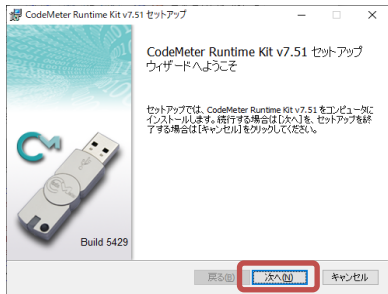 CodeMeter Runtime Kit v7.51 セットアップ
CodeMeter Runtime Kit v7.51 セットアップ
ウィザードへようこそ
セットアップでは、CodeMeter Runtime Kit v7.51 をコンピュータに
インストールします。続行する場合は[次へ]を、セットアップを終
了する場合は[キャンセル]をクリックしてください。
Build 5429
戻る(B) 次へ(N) キャンセル